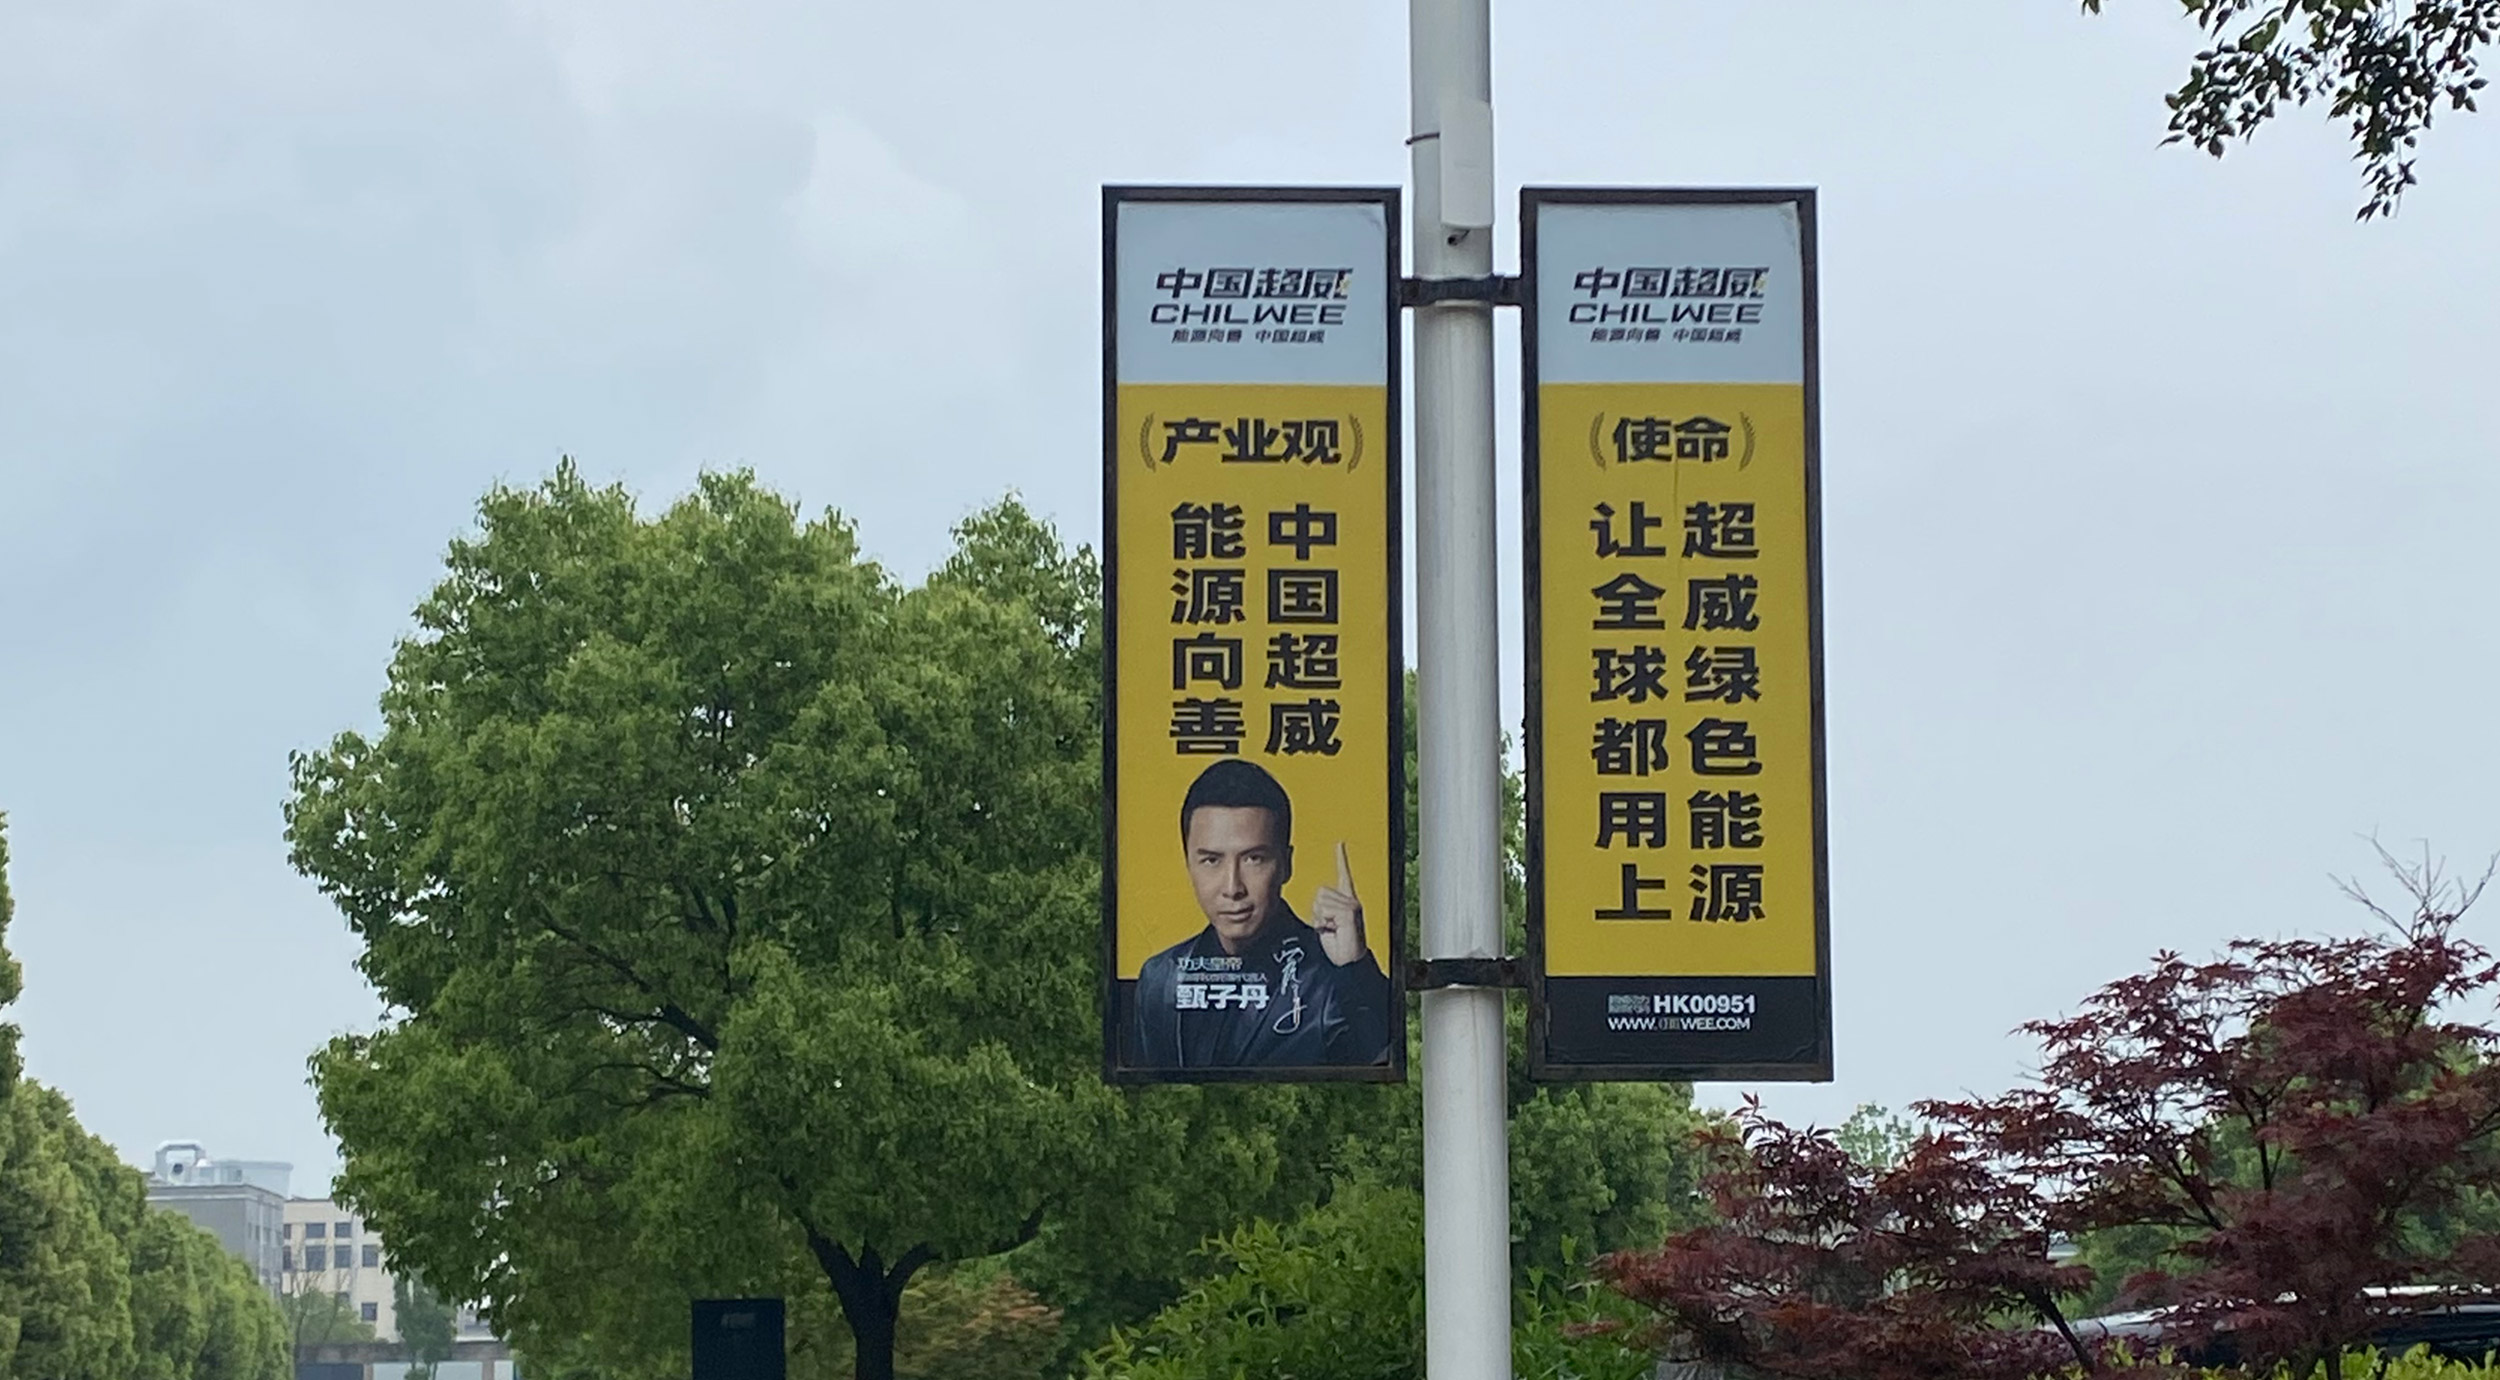 中国超威
CHILWEE
能源向善 中国超威
(产业观)
能源向善
中国超威
功夫皇帝
甄子丹
中国超威
CHILWEE
能源向善 中国超威
(使命)
让全球都用上
超威绿色能源
HK00951
WWW.CHILWEE.COM